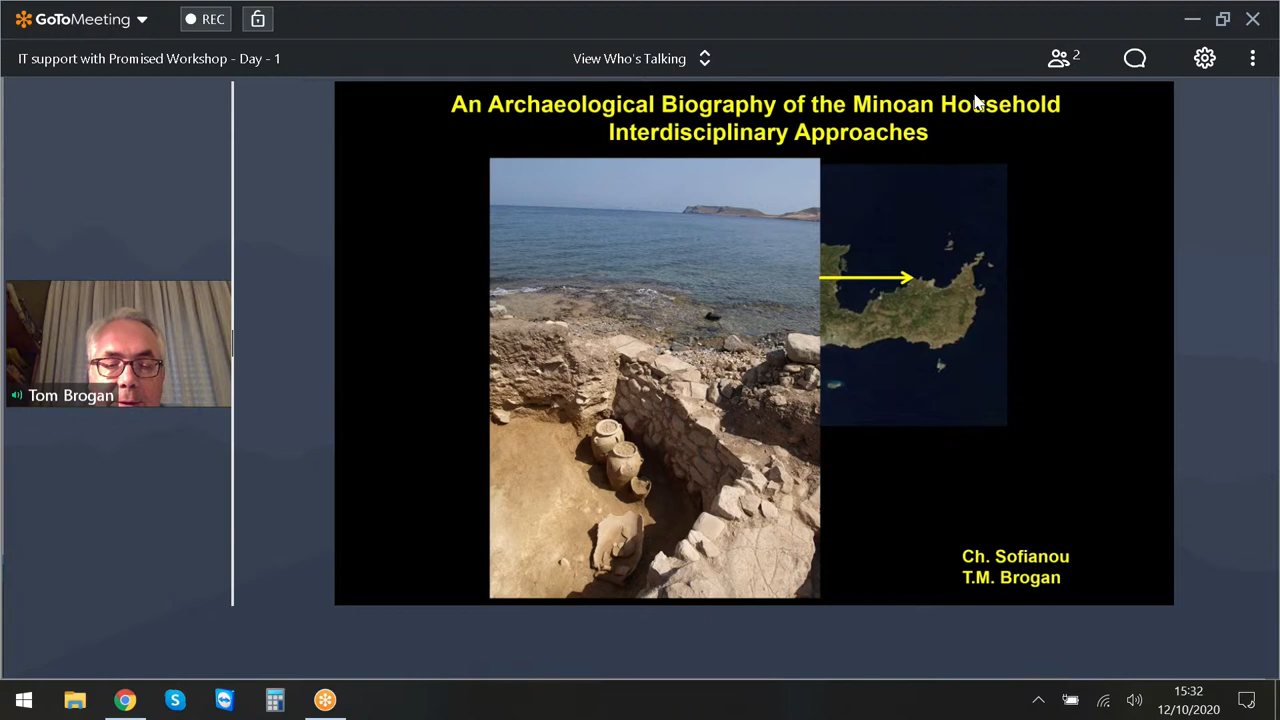 GoToMeeting
REC
IT support with Promised Workshop - Day - 1
View Who's Talking
2
An Archaeological Biography of the Minoan Household
Interdisciplinary Approaches
Tom Brogan
Ch. Sofianou
T.M. Brogan
15:32
12/10/2020